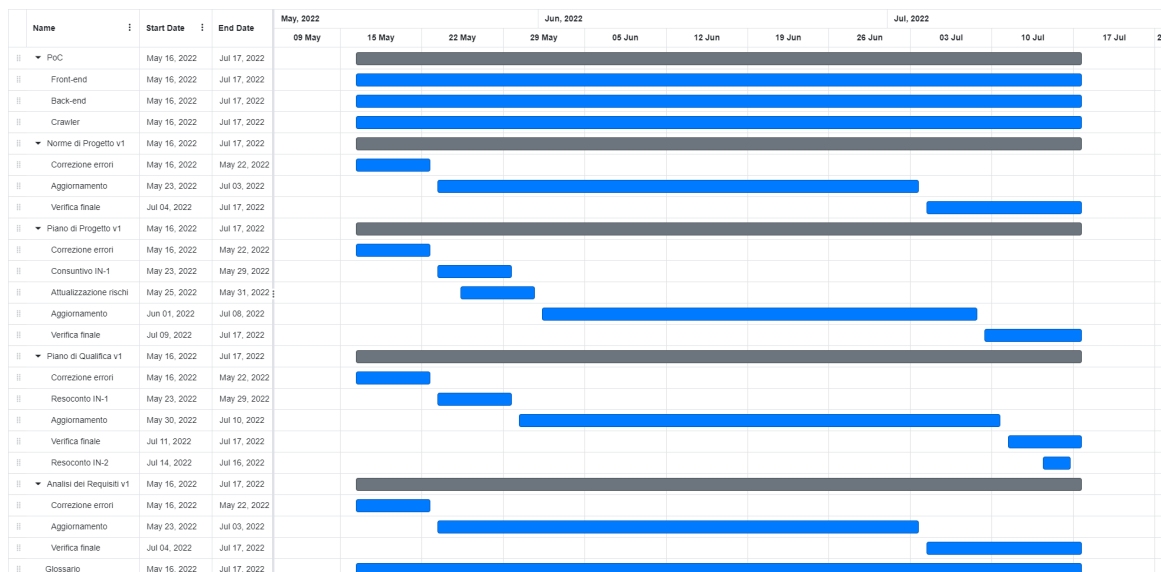 Name Start Date End Date May, 2022 Jun, 2022 Jul, 2022
09 May 15 May 22 May 29 May 05 Jun 12 Jun 19 Jun 26 Jun 03 Jul 10 Jul 17 Jul 2
PoC May 16, 2022 Jul 17, 2022
Front-end May 16, 2022 Jul 17, 2022
Back-end May 16, 2022 Jul 17, 2022
Crawler May 16, 2022 Jul 17, 2022
Norme di Progetto v1 May 16, 2022 Jul 17, 2022
Correzione errori May 16, 2022 May 22, 2022
Aggiornamento May 23, 2022 Jul 03, 2022
Verifica finale Jul 04, 2022 Jul 17, 2022
Piano di Progetto v1 May 16, 2022 Jul 17, 2022
Correzione errori May 16, 2022 May 22, 2022
Consuntivo IN-1 May 23, 2022 May 29, 2022
Attualizzazione rischi May 25, 2022 May 31, 2022
Aggiornamento Jun 01, 2022 Jul 08, 2022
Verifica finale Jul 09, 2022 Jul 17, 2022
Piano di Qualifica v1 May 16, 2022 Jul 17, 2022
Correzione errori May 16, 2022 May 22, 2022
Resoconto IN-1 May 23, 2022 May 29, 2022
Aggiornamento May 30, 2022 Jul 10, 2022
Verifica finale Jul 11, 2022 Jul 17, 2022
Resoconto IN-2 Jul 14, 2022 Jul 16, 2022
Analisi dei Requisiti v1 May 16, 2022 Jul 17, 2022
Correzione errori May 16, 2022 May 22, 2022
Aggiornamento May 23, 2022 Jul 03, 2022
Verifica finale Jul 04, 2022 Jul 17, 2022
Glossario May 16, 2022 Jul 17, 2022